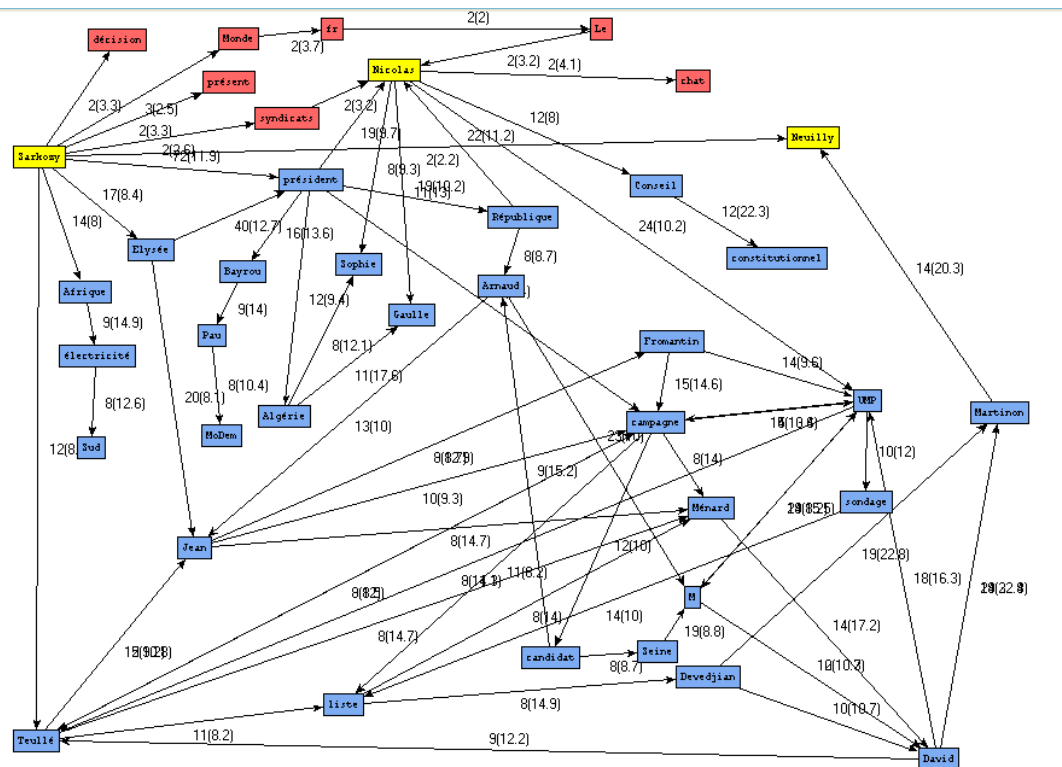 décision
Monde
fr
2(2)
Le
2(3.7)
Nicolas
2(3.2)
2(4.1)
chat
présent
2(3.3)
3(2.5)
syndicats
2(3.2)
12(8)
2(3.3)
19(9.7)
22(11.2)
Neuilly
Sarkozy
72(11.9)
2(2.2)
8(9.3)
président
Conseil
17(8.4)
19(10.2)
11(13)
République
12(22.3)
14(8)
40(12.7)
16(13.6)
24(10.2)
Elysée
8(8.7)
constitutionnel
Bayrou
Sophie
14(20.3)
Afrique
Arnaud
12(9.4)
9(14)
Gaulle
9(14.9)
Pau
Fromantin
8(12.1)
électricité
14(9.6)
11(17.6)
8(10.4)
15(14.6)
20(8.1)
UMP
8(12.6)
Algérie
campagne
Martinon
MoDem
13(10)
Sud
10(12)
8(14)
9(15.2)
10(9.3)
sondage
Ménard
Jean
8(14.7)
12(10)
19(22.8)
11(8.2)
18(16.3)
M
8(14)
14(10)
8(14.7)
14(17.2)
19(8.8)
candidat
Seine
8(8.7)
Devedjian
liste
8(14.9)
10(10.7)
Teullé
11(8.2)
9(12.2)
David